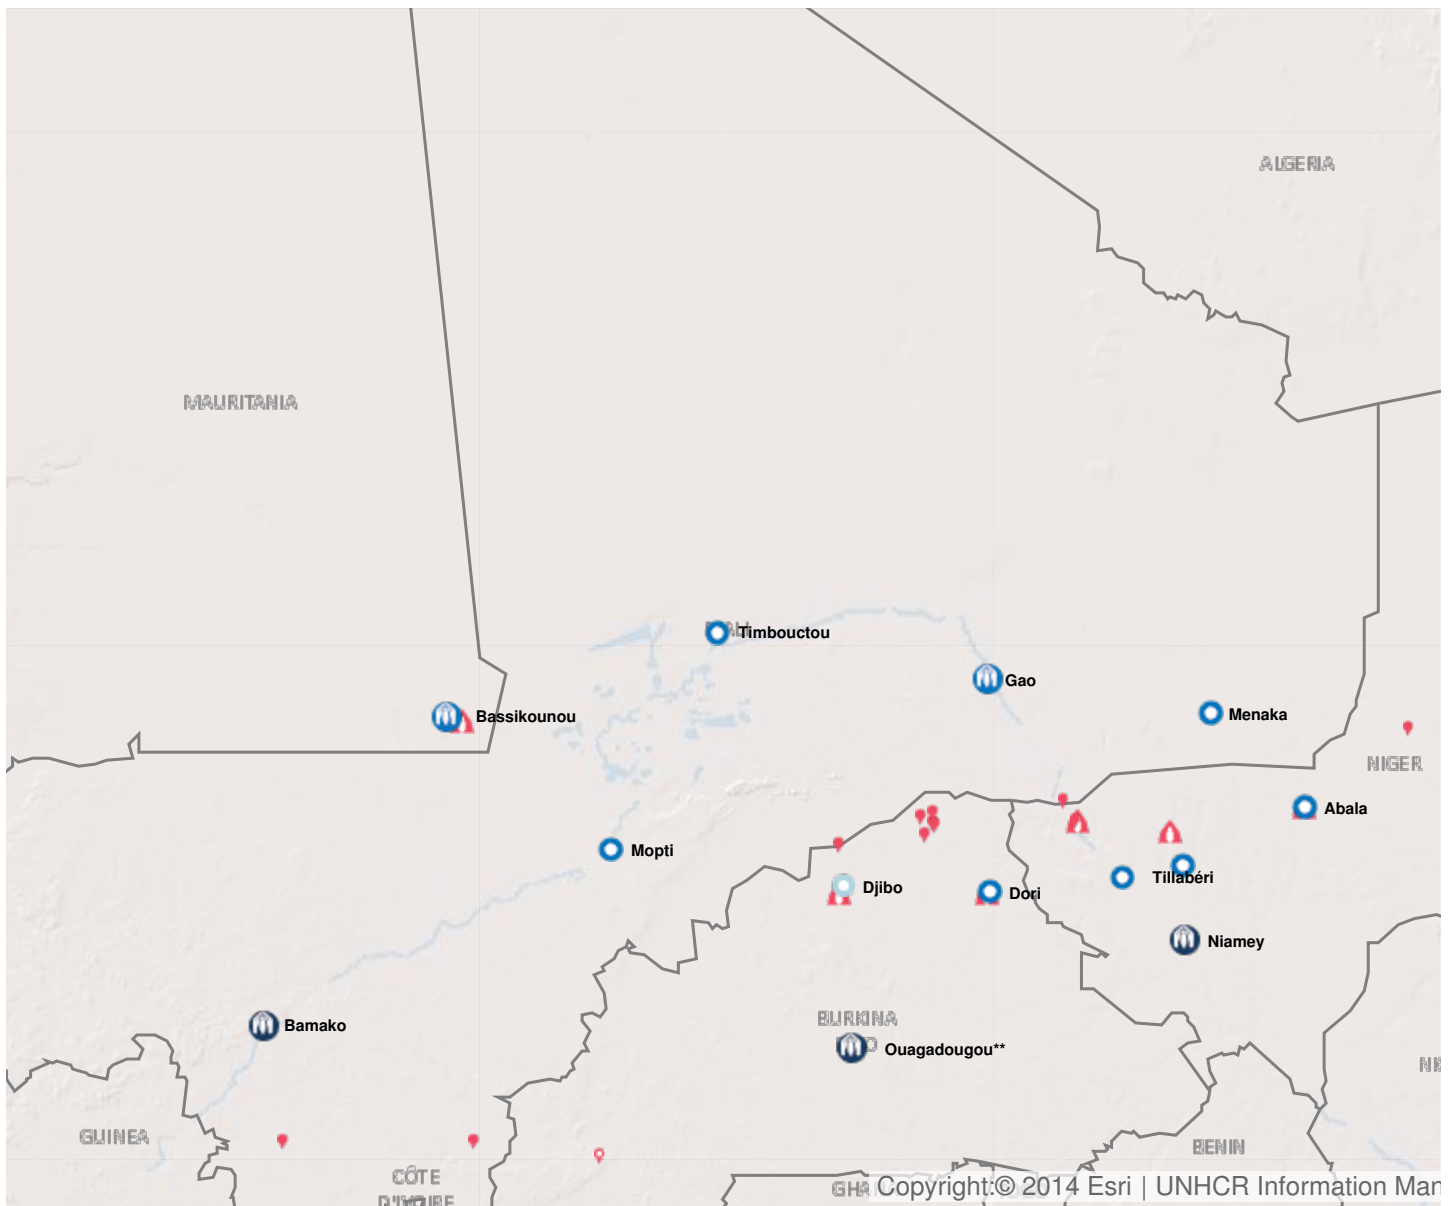 ALGERIA
MAURITANIA
Timbouctou
Gao
Bassikounou
Menaka
NIGER
Abala
Mopti
Tillabéri
Djibo
Dori
Niamey
BURKINA
Bamako
Ouagadougou**
GUINEA
BENIN
CÔTE
D'IVOIRE
Copyright:© 2014 Esri | UNHCR Information Man